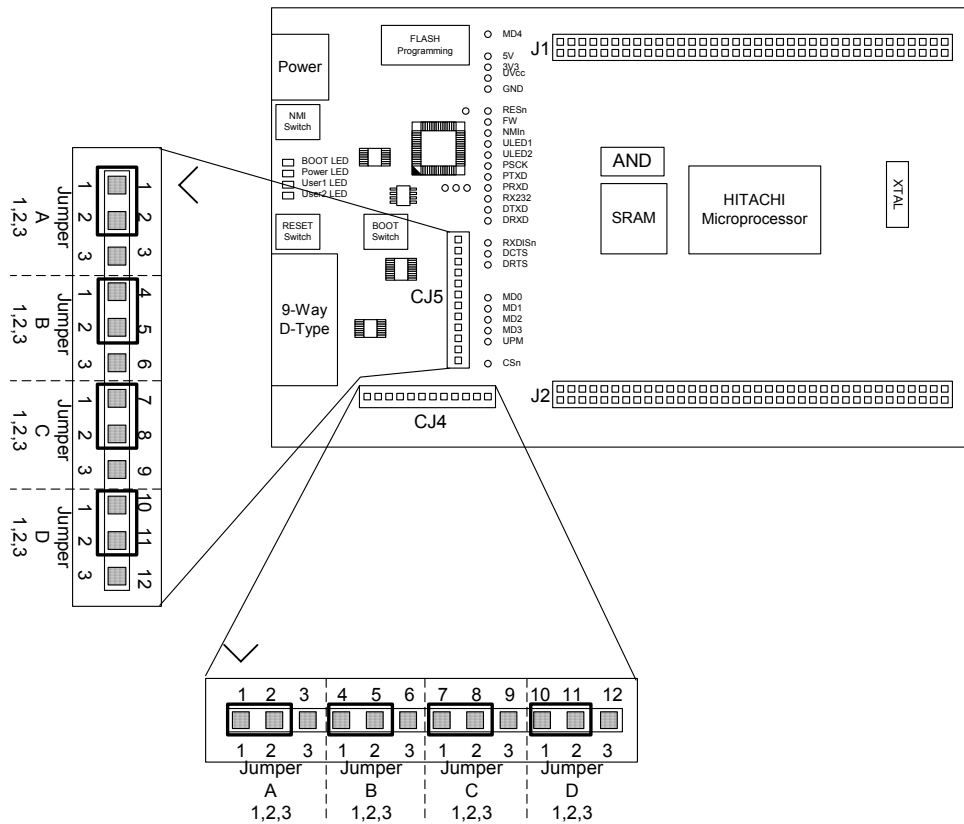 FLASH
Programming
Power
NMI
Switch
BOOT LED
Power LED
User1 LED
User2 LED
RESET
Switch
BOOT
Switch
9-Way
D-Type
CJ5
CJ4
MD4
5V
3V3
UVcc
GND
RESn
FW
NMIn
ULED1
ULED2
PSCK
PTXD
PRXD
RX232
DTXD
DRXD
RXDISn
DCTS
DRTS
MD0
MD1
MD2
MD3
UPM
CSn
J1
AND
SRAM
HITACHI
Microprocessor
XTAL
J2
1 2 3 4 5 6 7 8 9 10 11 12
1 2 3 1 2 3 1 2 3 1 2 3
Jumper
A
1,2,3
Jumper
B
1,2,3
Jumper
C
1,2,3
Jumper
D
1,2,3
1 2 3 4 5 6 7 8 9 10 11 12
1 2 3 1 2 3 1 2 3 1 2 3
Jumper Jumper Jumper Jumper
A B C D
1,2,3 1,2,3 1,2,3 1,2,3